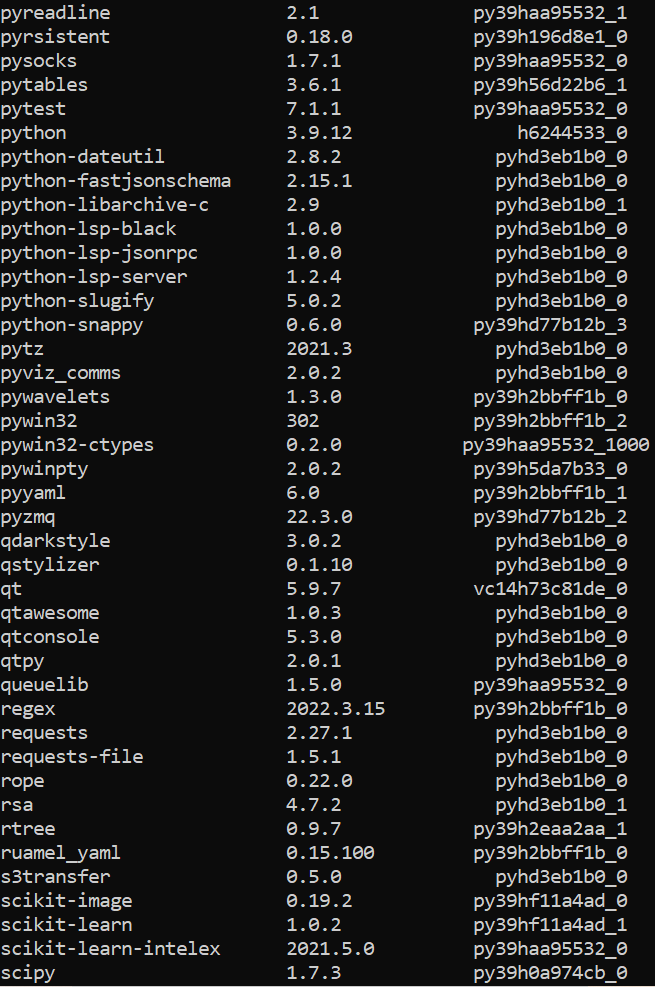 pyreadline 2.1 py39haa95532_1
pyrsistent 0.18.0 py39h196d8e1_0
pysocks 1.7.1 py39haa95532_0
pytables 3.6.1 py39h56d22b6_1
pytest 7.1.1 py39haa95532_0
python 3.9.12 h6244533_0
python-dateutil 2.8.2 pyhd3eb1b0_0
python-fastjsonschema 2.15.1 pyhd3eb1b0_0
python-libarchive-c 2.9 pyhd3eb1b0_1
python-lsp-black 1.0.0 pyhd3eb1b0_0
python-lsp-jsonrpc 1.0.0 pyhd3eb1b0_0
python-lsp-server 1.2.4 pyhd3eb1b0_0
python-slugify 5.0.2 pyhd3eb1b0_0
python-snappy 0.6.0 py39hd77b12b_3
pytz 2021.3 pyhd3eb1b0_0
pyviz_comms 2.0.2 pyhd3eb1b0_0
pywavelets 1.3.0 py39h2bbff1b_0
pywin32 302 py39h2bbff1b_2
pywin32-ctypes 0.2.0 py39haa95532_1000
pywinpty 2.0.2 py39h5da7b33_0
pyyaml 6.0 py39h2bbff1b_1
pyzmq 22.3.0 py39hd77b12b_2
qdarkstyle 3.0.2 pyhd3eb1b0_0
qstylizer 0.1.10 pyhd3eb1b0_0
qt 5.9.7 vc14h73c81de_0
qtawesome 1.0.3 pyhd3eb1b0_0
qtconsole 5.3.0 pyhd3eb1b0_0
qtpy 2.0.1 pyhd3eb1b0_0
queuelib 1.5.0 py39haa95532_0
regex 2022.3.15 py39h2bbff1b_0
requests 2.27.1 pyhd3eb1b0_0
requests-file 1.5.1 pyhd3eb1b0_0
rope 0.22.0 pyhd3eb1b0_0
rsa 4.7.2 pyhd3eb1b0_1
rtree 0.9.7 py39h2eaa2aa_1
ruamel_yaml 0.15.100 py39h2bbff1b_0
s3transfer 0.5.0 pyhd3eb1b0_0
scikit-image 0.19.2 py39hf11a4ad_0
scikit-learn 1.0.2 py39hf11a4ad_1
scikit-learn-intelex 2021.5.0 py39haa95532_0
scipy 1.7.3 py39h0a974cb_0